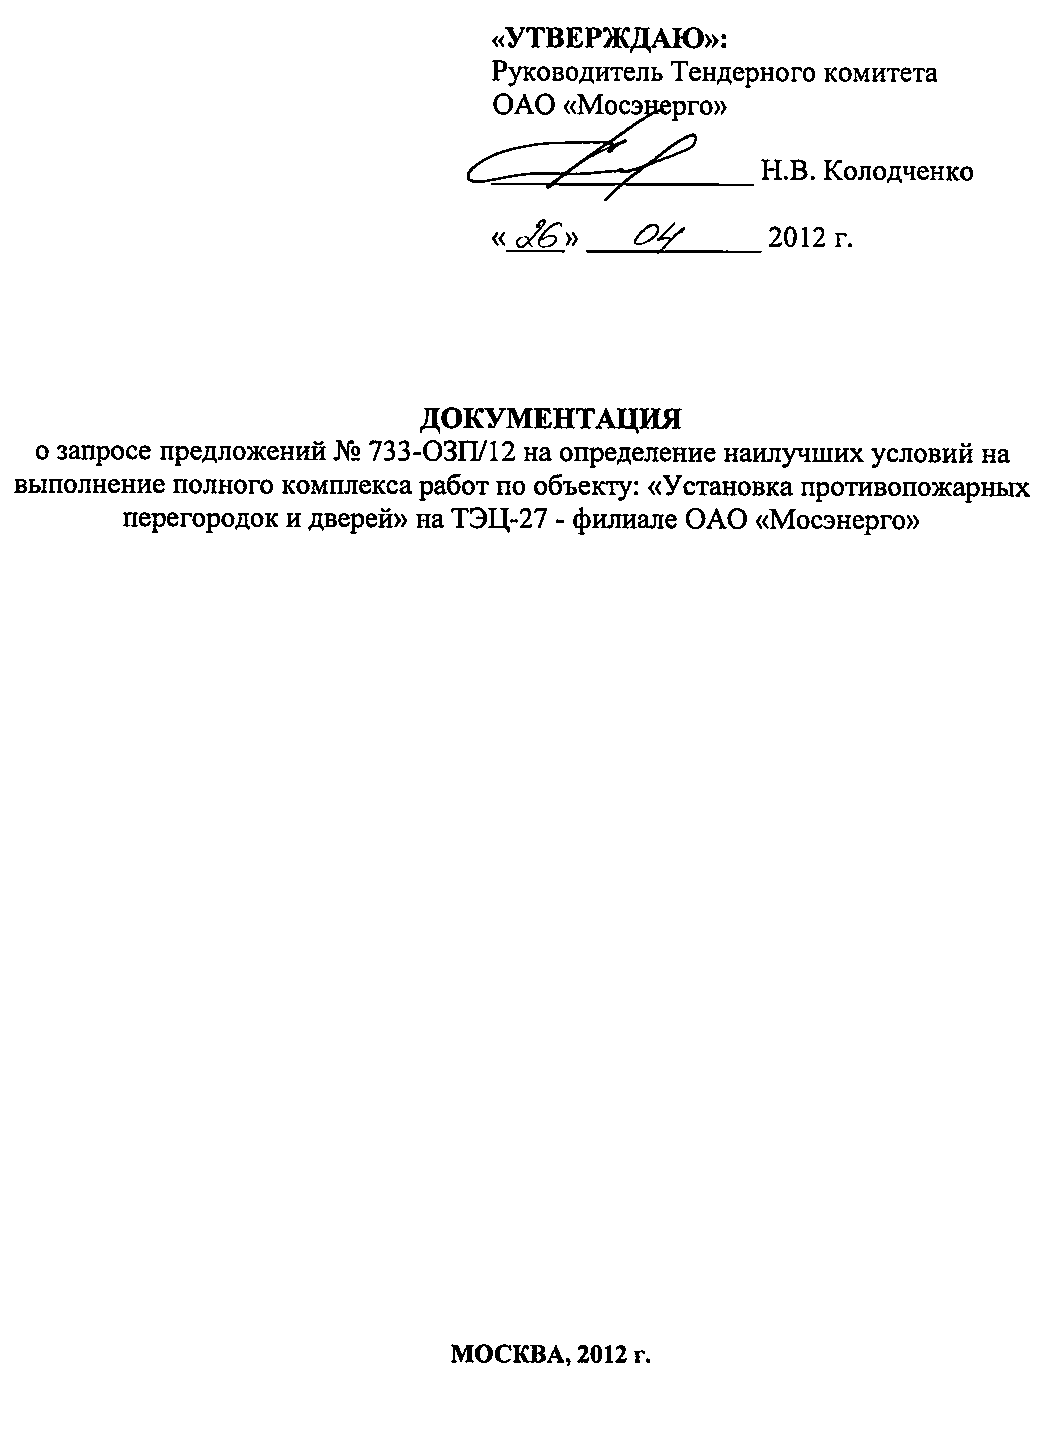 «УТВЕРЖДАЮ»:
Руководитель Тендерного комитета
ОАО «Мосэнерго»
Н.В. Колодченко
«26» 04 2012 г.
ДОКУМЕНТАЦИЯ
о запросе предложений № 733-ОЗП/12 на определение наилучших условий на
выполнение полного комплекса работ по объекту: «Установка противопожарных
перегородок и дверей» на ТЭЦ-27 - филиале ОАО «Мосэнерго»
МОСКВА, 2012 г.